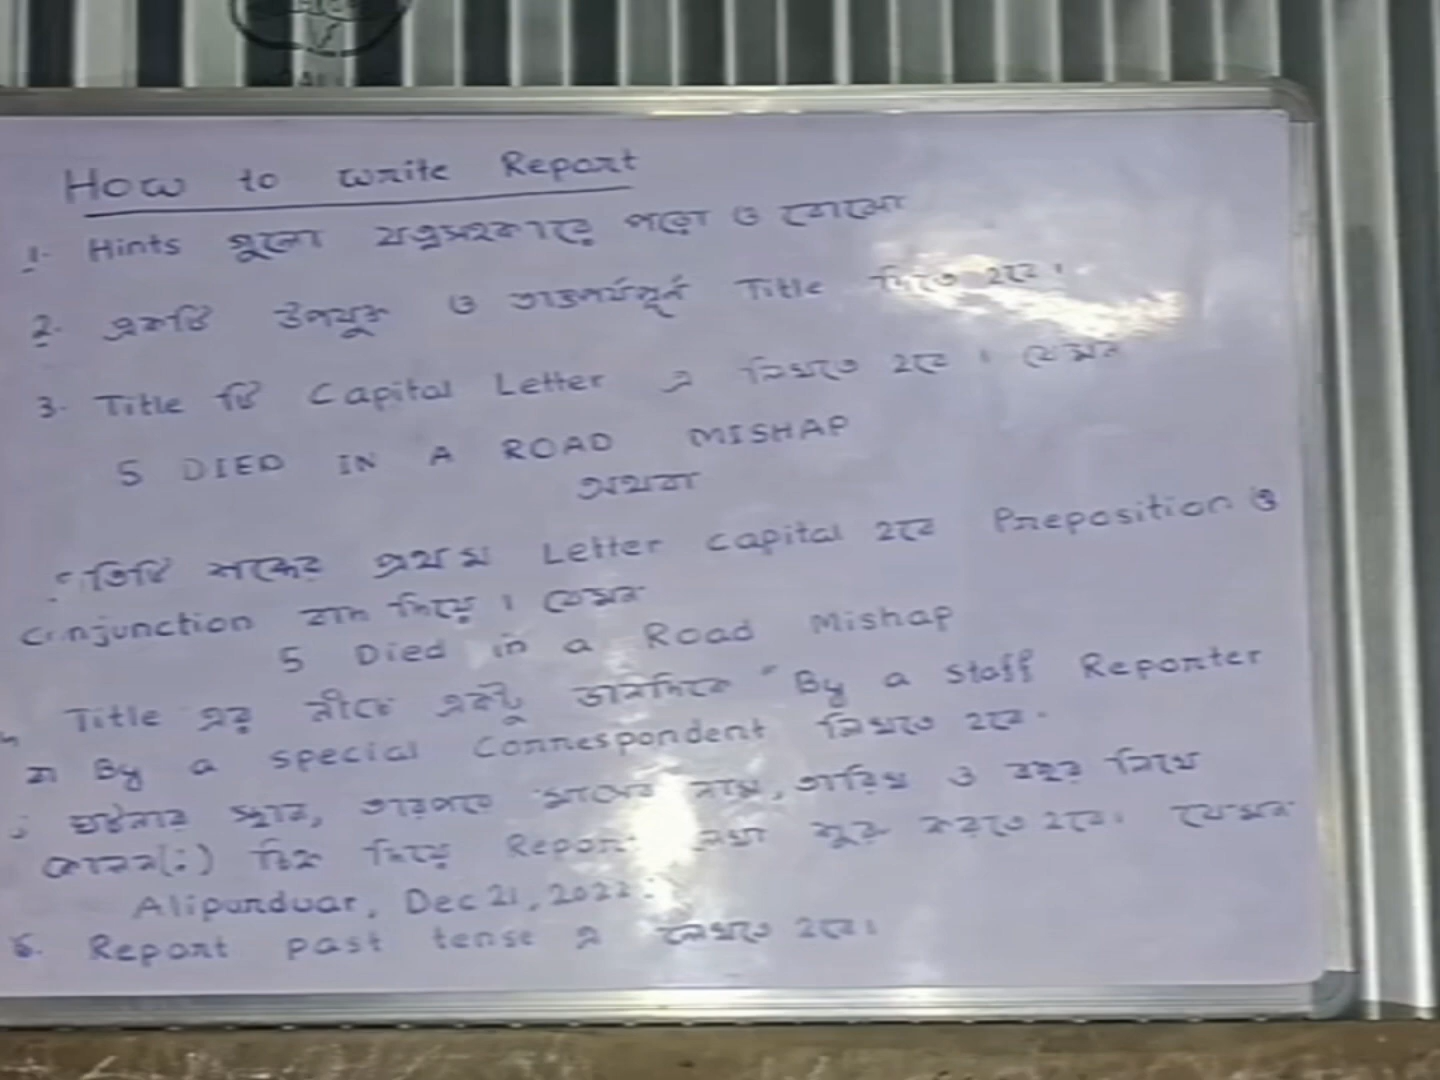 How to write Report
1. Hints গুলো যত্নসহকারে পড়ো ও বোঝো
2. একটি উপযুক্ত ও তাৎপর্যপূর্ন Title দিতে হবে।
3. Title টি Capital Letter এ লিখতে হবে। যেমন
5 DIED IN A ROAD MISHAP
অথবা
প্রতিটি শব্দের প্রথম Letter capital হবে Preposition ও
Conjunction বাদ দিয়ে। যেমন
5 Died in a Road Mishap
Title এর নীচে একটু ডানদিকে "By a staff Reporter
বা By a special Correspondent লিখতে হবে.
ঘটনার স্থান, তারপরে মাসের নাম, তারিখ ও বছর লিখে
কোলন(:) চিহ্ন দিয়ে Report লেখা শুরু করতে হবে। যেমন
Alipurduar, Dec 21, 2022:
6. Report past tense এ লিখতে হবে।